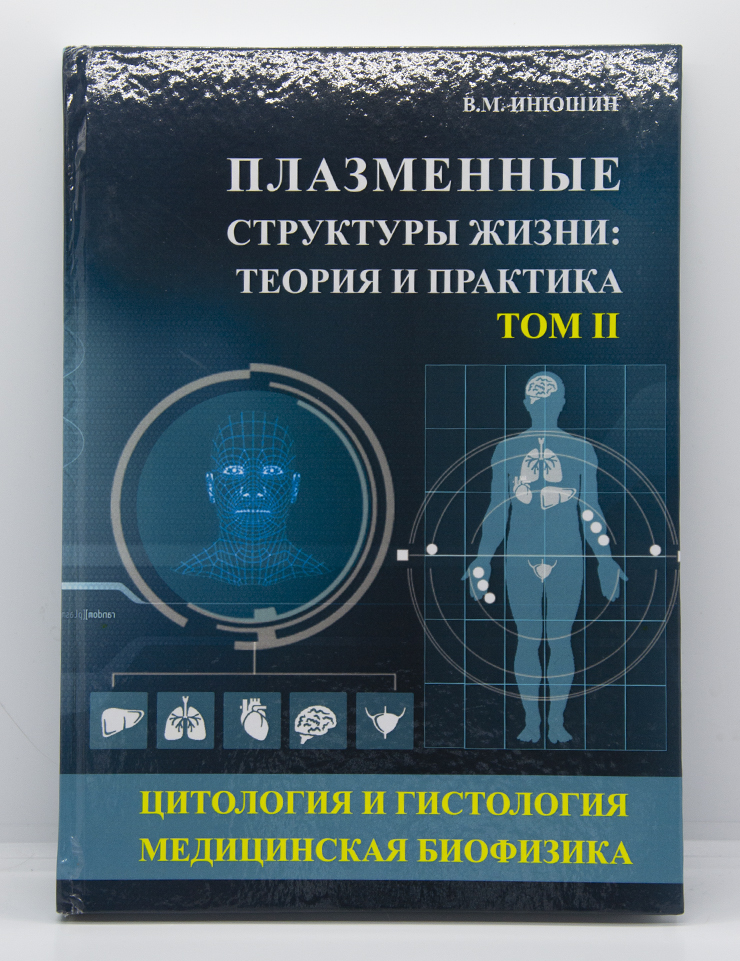 В.М. ИНЮШИН
ПЛАЗМЕННЫЕ
СТРУКТУРЫ ЖИЗНИ:
ТЕОРИЯ И ПРАКТИКА
ТОМ II
ЦИТОЛОГИЯ И ГИСТОЛОГИЯ
МЕДИЦИНСКАЯ БИОФИЗИКА